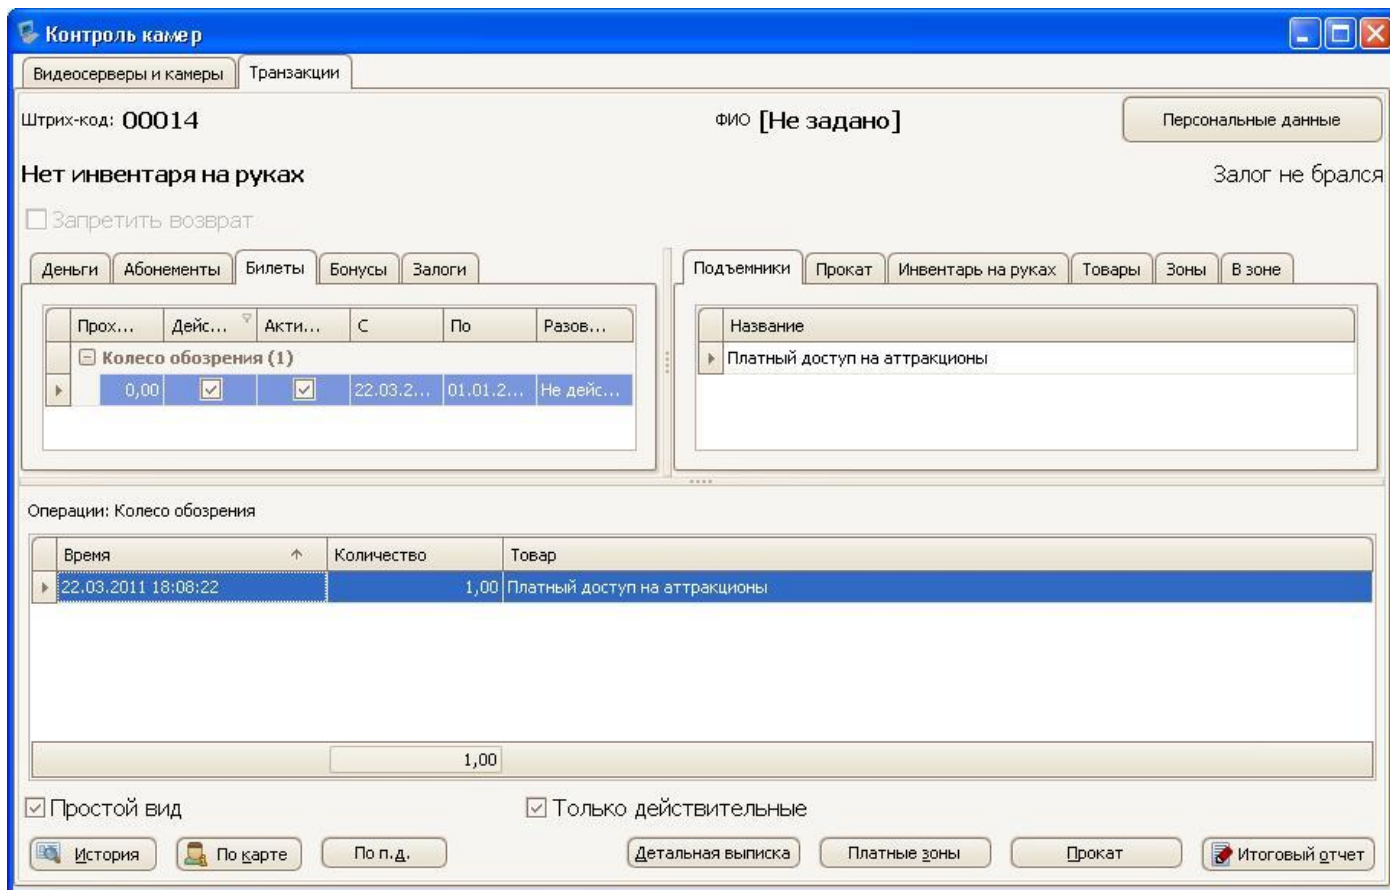 Контроль камер
Видеосерверы и камеры Транзакции
Штрих-код: 00014 ФИО [Не задано] Персональные данные
Нет инвентаря на руках Залог не брался
Запретить возврат
Деньги Абонементы Билеты Бонусы Залоги Подъемники Прокат Инвентарь на руках Товары Зоны В зоне
Прох... Дейс... Акти... С По Разов... Название
Колесо обозрения (1) Платный доступ на аттракционы
0,00 22.03.2... 01.01.2... Не дейс...
Операции: Колесо обозрения
Время Количество Товар
22.03.2011 18:08:22 1,00 Платный доступ на аттракционы
1,00
Простой вид Только действительные
История По карте По п.д. Детальная выписка Платные зоны Прокат Итоговый отчет